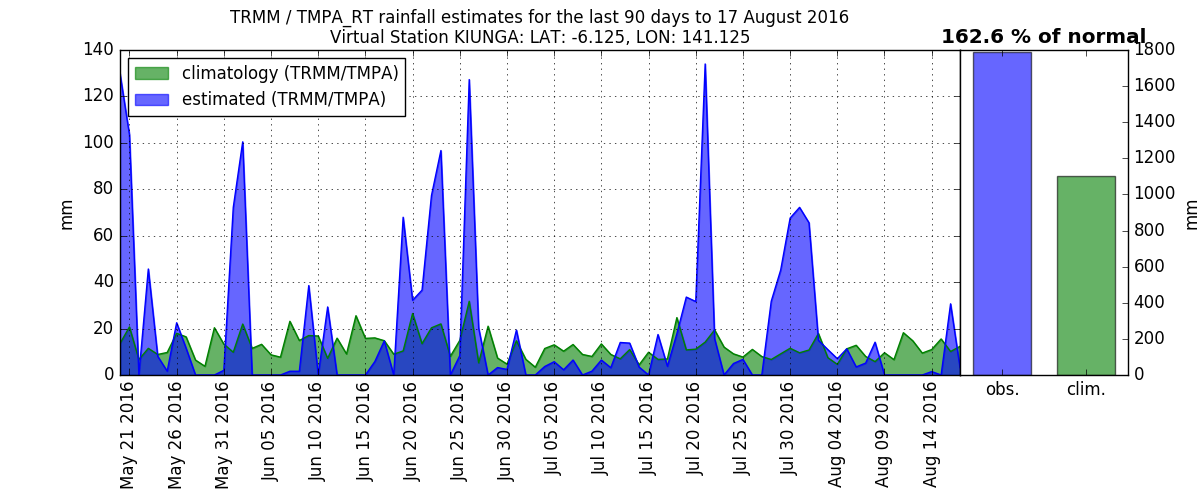 TRMM / TMPA_RT rainfall estimates for the last 90 days to 17 August 2016
Virtual Station KIUNGA: LAT: -6.125, LON: 141.125
162.6 % of normal
climatology (TRMM/TMPA)
estimated (TRMM/TMPA)
mm
140
120
100
80
60
40
20
0
May 21 2016
May 26 2016
May 31 2016
Jun 05 2016
Jun 10 2016
Jun 15 2016
Jun 20 2016
Jun 25 2016
Jun 30 2016
Jul 05 2016
Jul 10 2016
Jul 15 2016
Jul 20 2016
Jul 25 2016
Jul 30 2016
Aug 04 2016
Aug 09 2016
Aug 14 2016
obs.
clim.
1800
1600
1400
1200
1000
800
600
400
200
0
mm